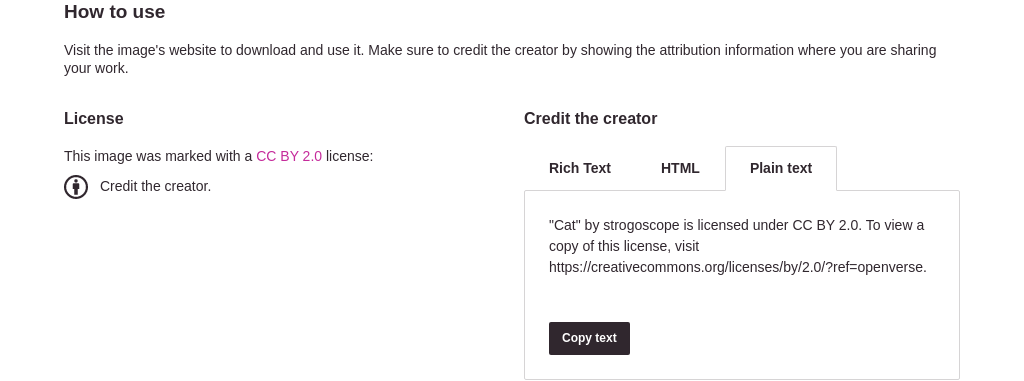 How to use
Visit the image's website to download and use it. Make sure to credit the creator by showing the attribution information where you are sharing
your work.
License
This image was marked with a CC BY 2.0 license:
Credit the creator.
Credit the creator
Rich Text
HTML
Plain text
"Cat" by strogoscope is licensed under CC BY 2.0. To view a
copy of this license, visit
https://creativecommons.org/licenses/by/2.0/?ref=openverse.
Copy text